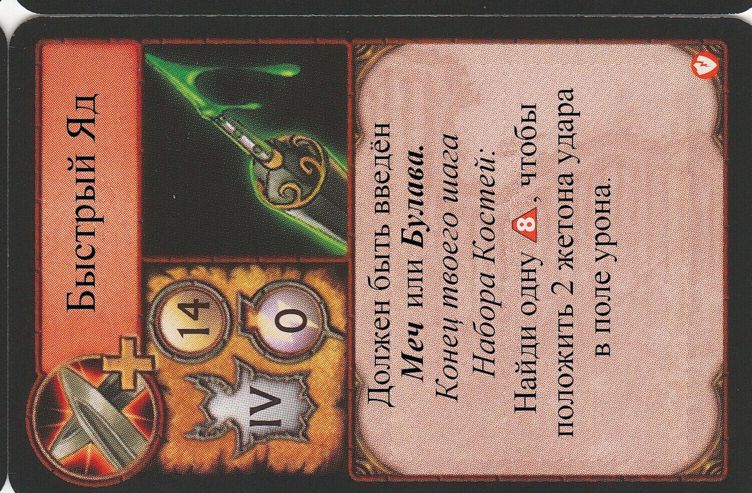 Быстрый Яд
14
IV
0
Должен быть введён
Меч или Булава.
Конец твоего шага
Набора Костей:
Найди одну 8, чтобы
положить 2 жетона удара
в поле урона.